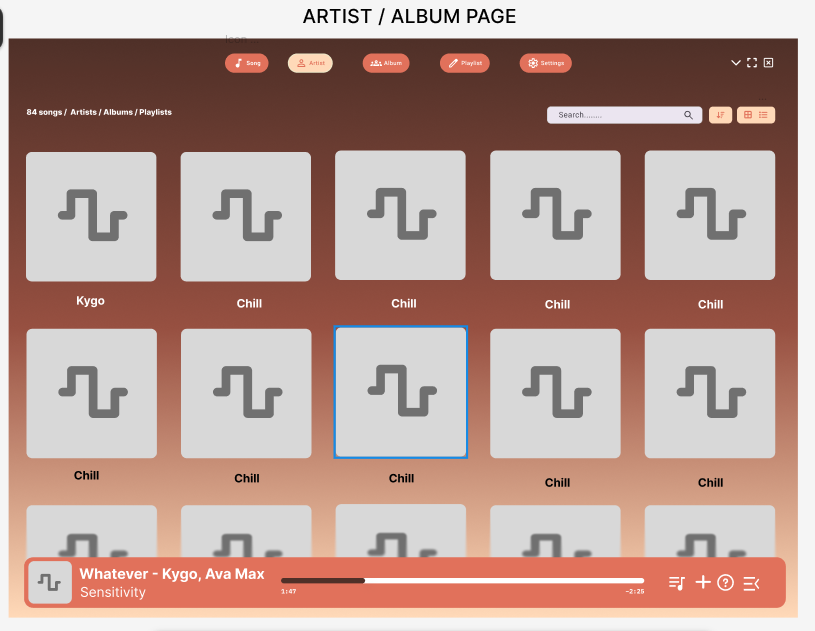 ARTIST / ALBUM PAGE
Icon
Song Artist Album Playlist Settings
84 songs / Artists / Albums / Playlists
Search........
Kygo Chill Chill Chill Chill
Chill Chill Chill Chill Chill
Whatever - Kygo, Ava Max
Sensitivity
1:47 -2:25